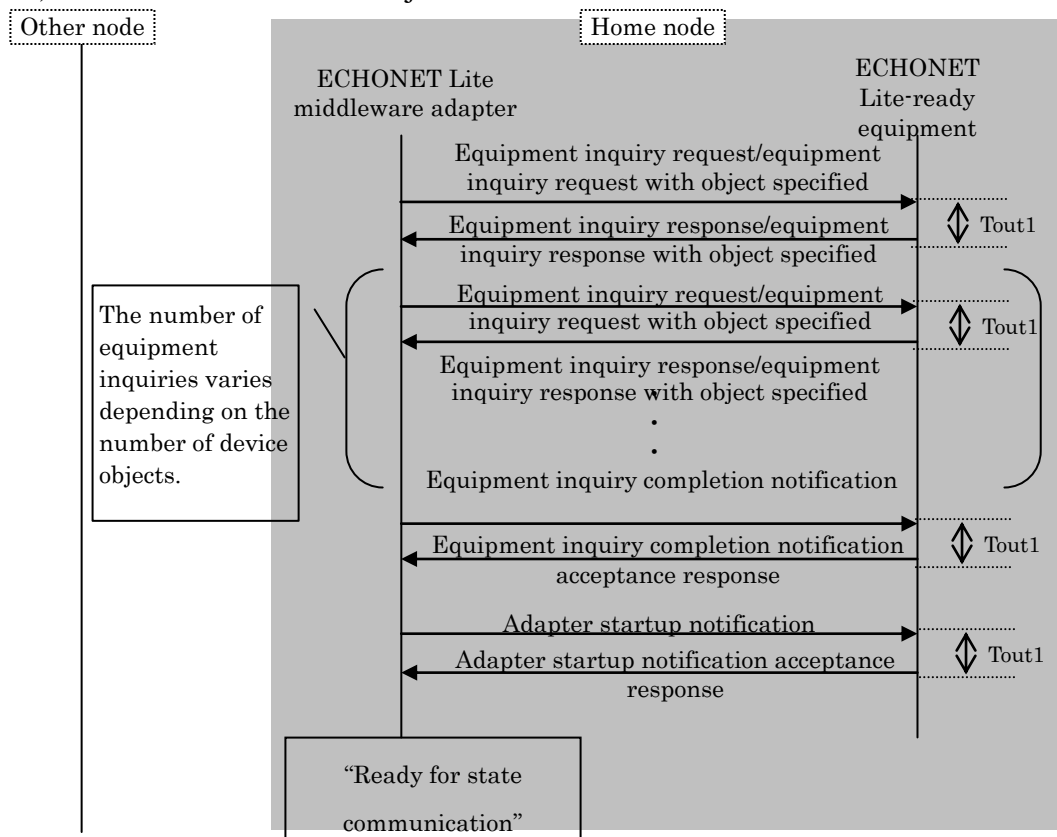 Other node
Home node
ECHONET Lite
middleware adapter
ECHONET
Lite-ready
equipment
Equipment inquiry request/equipment
inquiry request with object specified
Tout1
Equipment inquiry response/equipment
inquiry response with object specified
Equipment inquiry request/equipment
inquiry request with object specified
Tout1
The number of
equipment
inquiries varies
depending on the
number of device
objects.
Equipment inquiry response/equipment
inquiry response with object specified
Equipment inquiry completion notification
Equipment inquiry completion notification
acceptance response
Tout1
Adapter startup notification
Adapter startup notification acceptance
response
Tout1
“Ready for state
communication”